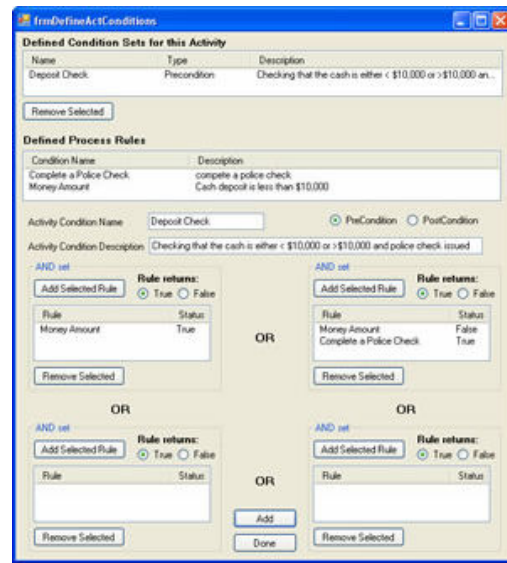 frmDefineActConditions
Defined Condition Sets for this Activity
Name Type Description
Deposit Check Precondition Checking that the cash is either < $10,000 or >$10,000 an...
Remove Selected
Defined Process Rules
Condition Name Description
Complete a Police Check compete a police check
Money Amount Cash deposit is less than $10,000
Activity Condition Name Deposit Check PreCondition PostCondition
Activity Condition Description Checking that the cash is either < $10,000 or >$10,000 and police check issued
AND set AND set
Rule returns: Rule returns:
Add Selected Rule True False Add Selected Rule True False
Rule Status Rule Status
Money Amount True OR Money Amount False
Complete a Police Check True
Remove Selected Remove Selected
OR OR
AND set AND set
Rule returns: Rule returns:
Add Selected Rule True False Add Selected Rule True False
Rule Status OR Rule Status
Add
Remove Selected Done Remove Selected